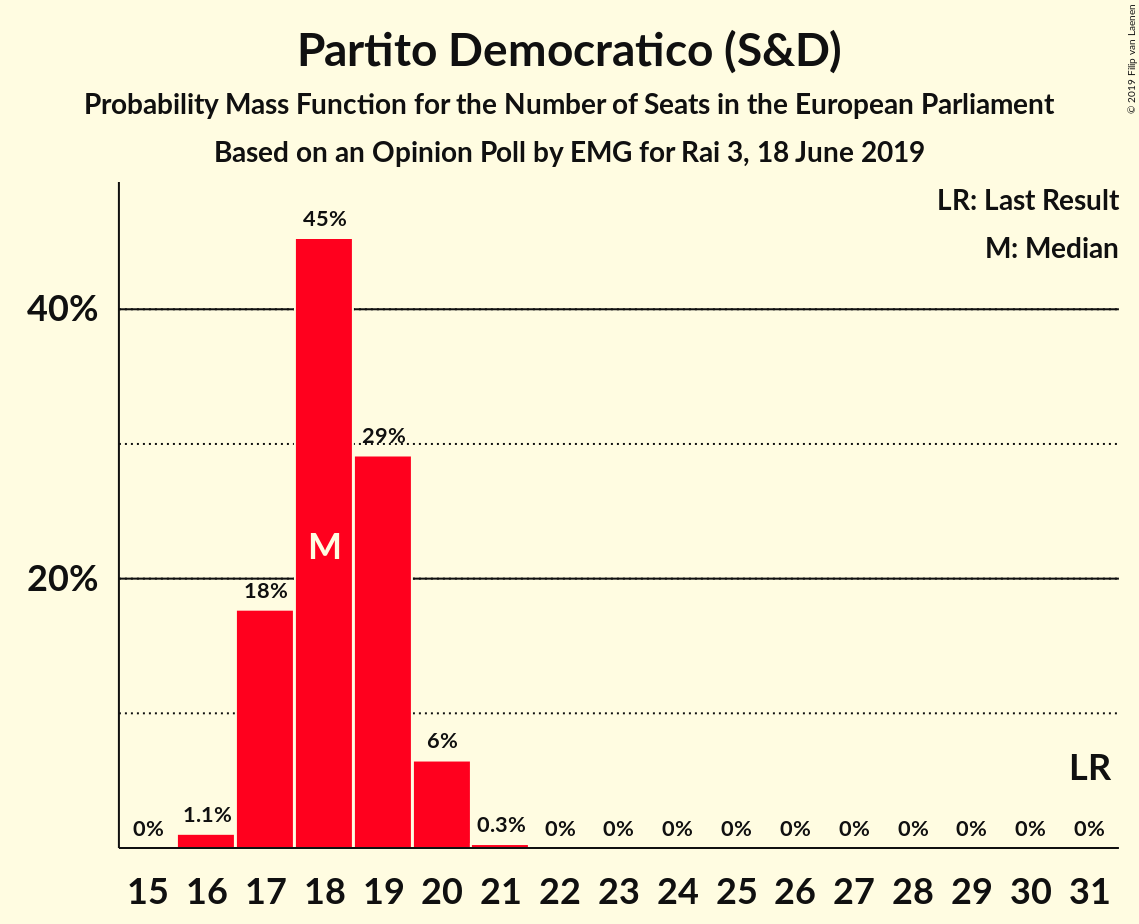 Partito Democratico (S&D)
Probability Mass Function for the Number of Seats in the European Parliament
Based on an Opinion Poll by EMG for Rai 3, 18 June 2019
© 2019 Filip van Laenen
LR: Last Result
M: Median
40%
20%
0%
1.1%
18%
45%
M
29%
6%
0.3%
0%
0%
0%
0%
0%
0%
0%
0%
0%
0%
LR
15 16 17 18 19 20 21 22 23 24 25 26 27 28 29 30 31